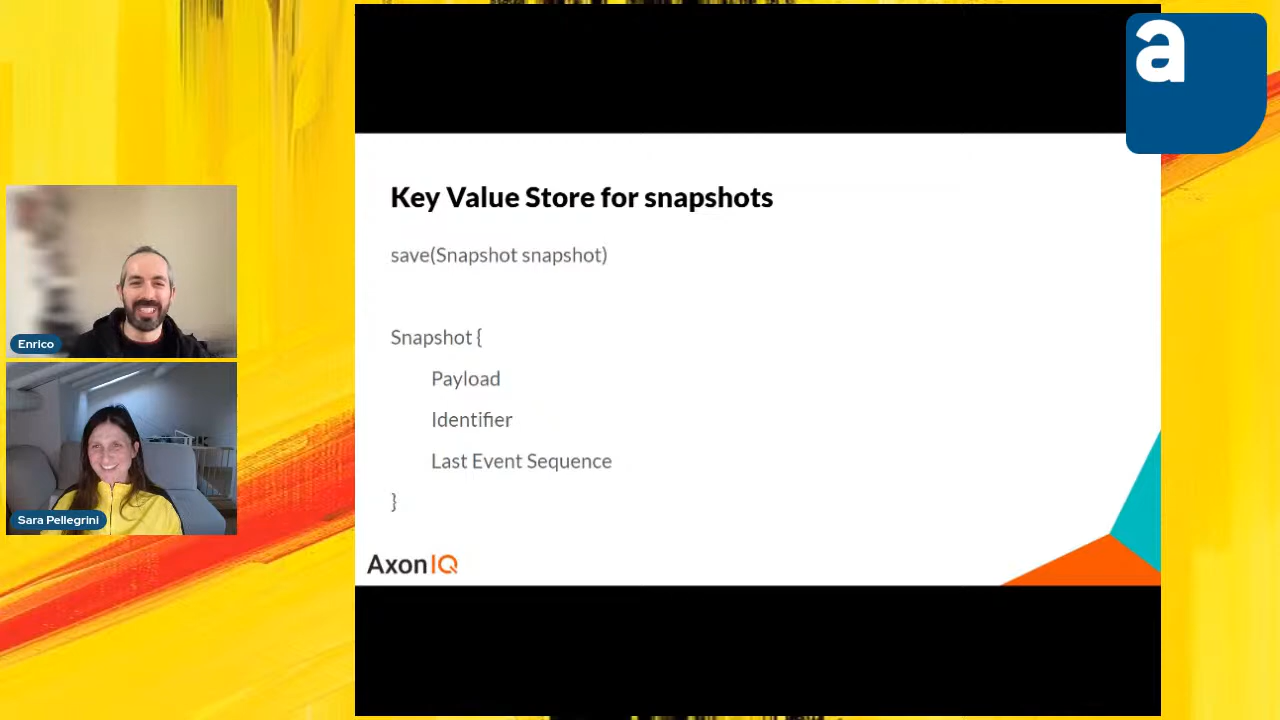 a
Key Value Store for snapshots
save(Snapshot snapshot)
Snapshot {
Payload
Identifier
Last Event Sequence
}
AxonIQ
Enrico
Sara Pellegrini